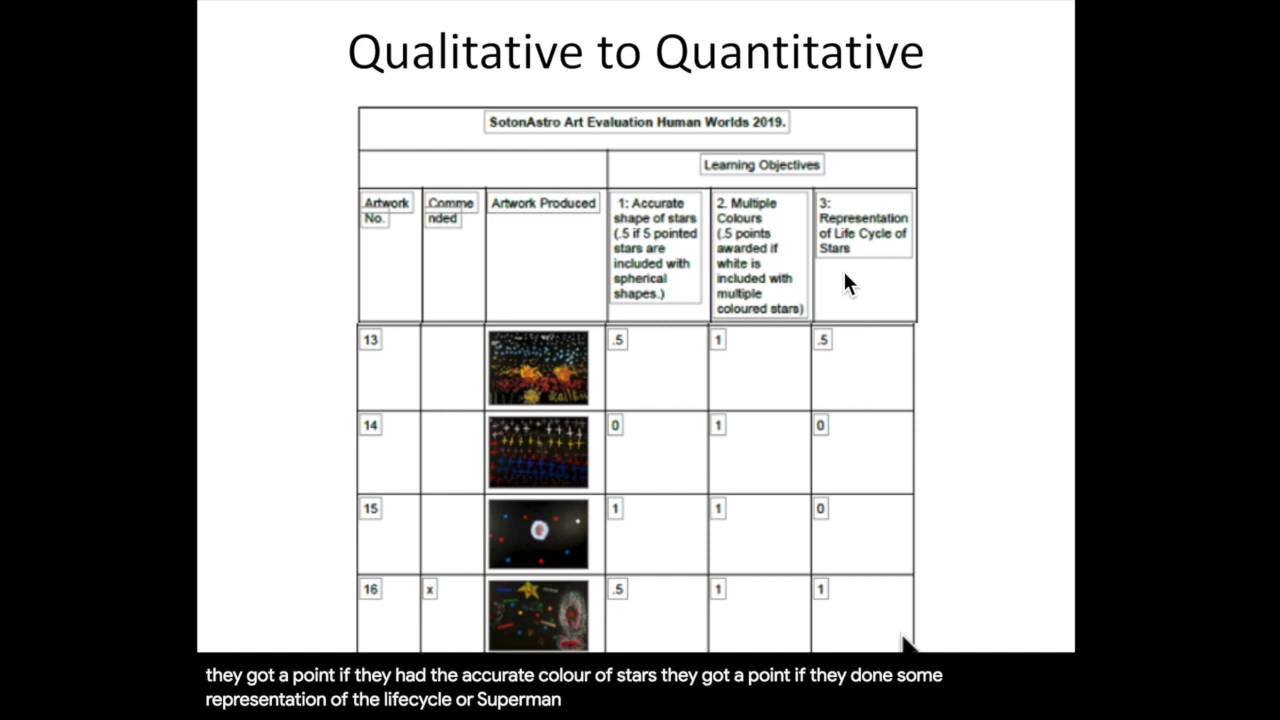 Qualitative to Quantitative
SotonAstro Art Evaluation Human Worlds 2019.
Learning Objectives
Artwork
No.
Comme
nded
Artwork Produced
1: Accurate
shape of stars
(.5 if 5 pointed
stars are
included with
spherical
shapes.)
2. Multiple
Colours
(.5 points
awarded if
white is
included with
multiple
coloured stars)
3:
Representation
of Life Cycle of
Stars
13
.5
1
.5
14
0
1
0
15
1
1
0
16
x
.5
1
1
they got a point if they had the accurate colour of stars they got a point if they done some
representation of the lifecycle or Superman